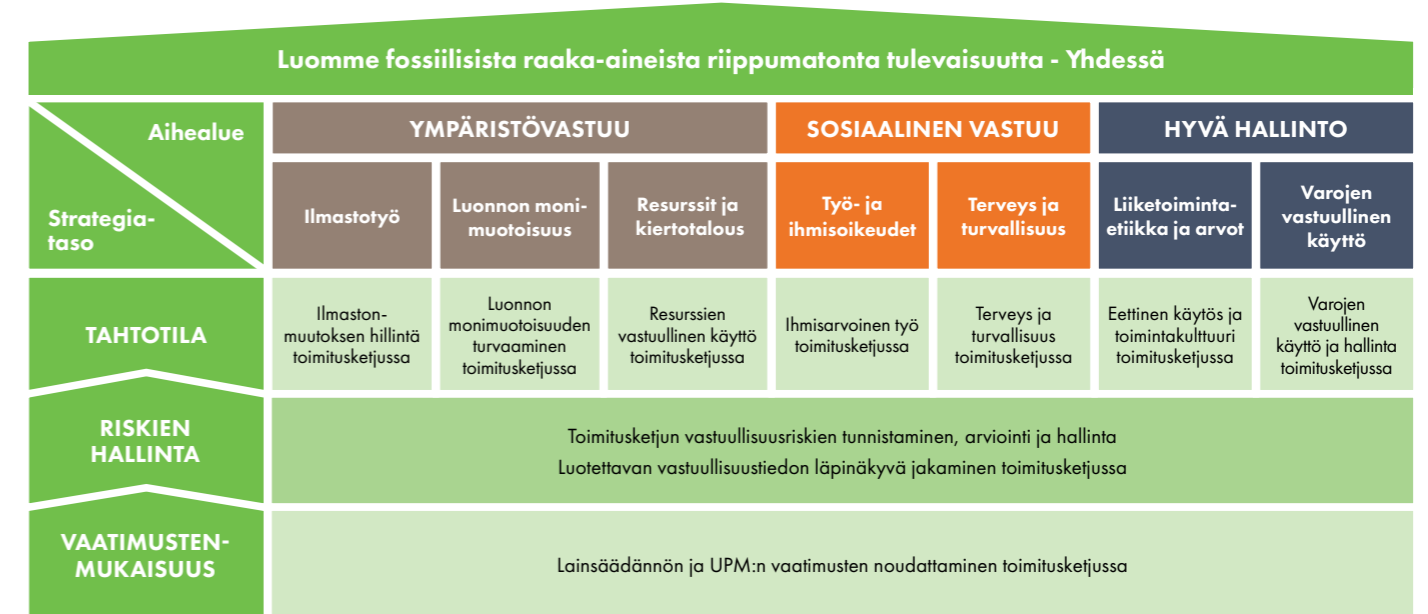 Luomme fossiilisista raaka-aineista riippumatonta tulevaisuutta - Yhdessä
Aihealue
Strategia-
taso
YMPÄRISTÖVASTUU
SOSIAALINEN VASTUU
HYVÄ HALLINTO
Ilmastotyö
Luonnon moni-
muotoisuus
Resurssit ja
kiertotalous
Työ- ja
ihmisoikeudet
Terveys ja
turvallisuus
Liiketoiminta-
etiikka ja arvot
Varojen
vastuullinen
käyttö
TAHTOTILA
Ilmaston-
muutoksen hillintä
toimitusketjussa
Luonnon
monimuotoisuuden
turvaaminen
toimitusketjussa
Resurssien
vastuullinen käyttö
toimitusketjussa
Ihmisarvoinen työ
toimitusketjussa
Terveys ja
turvallisuus
toimitusketjussa
Eettinen käytös ja
toimintakulttuuri
toimitusketjussa
Varojen
vastuullinen
käyttö ja hallinta
toimitusketjussa
RISKIEN
HALLINTA
Toimitusketjun vastuullisuusriskien tunnistaminen, arviointi ja hallinta
Luotettavan vastuullisuustiedon läpinäkyvä jakaminen toimitusketjussa
VAATIMUSTEN-
MUKAISUUS
Lainsäädännön ja UPM:n vaatimusten noudattaminen toimitusketjussa